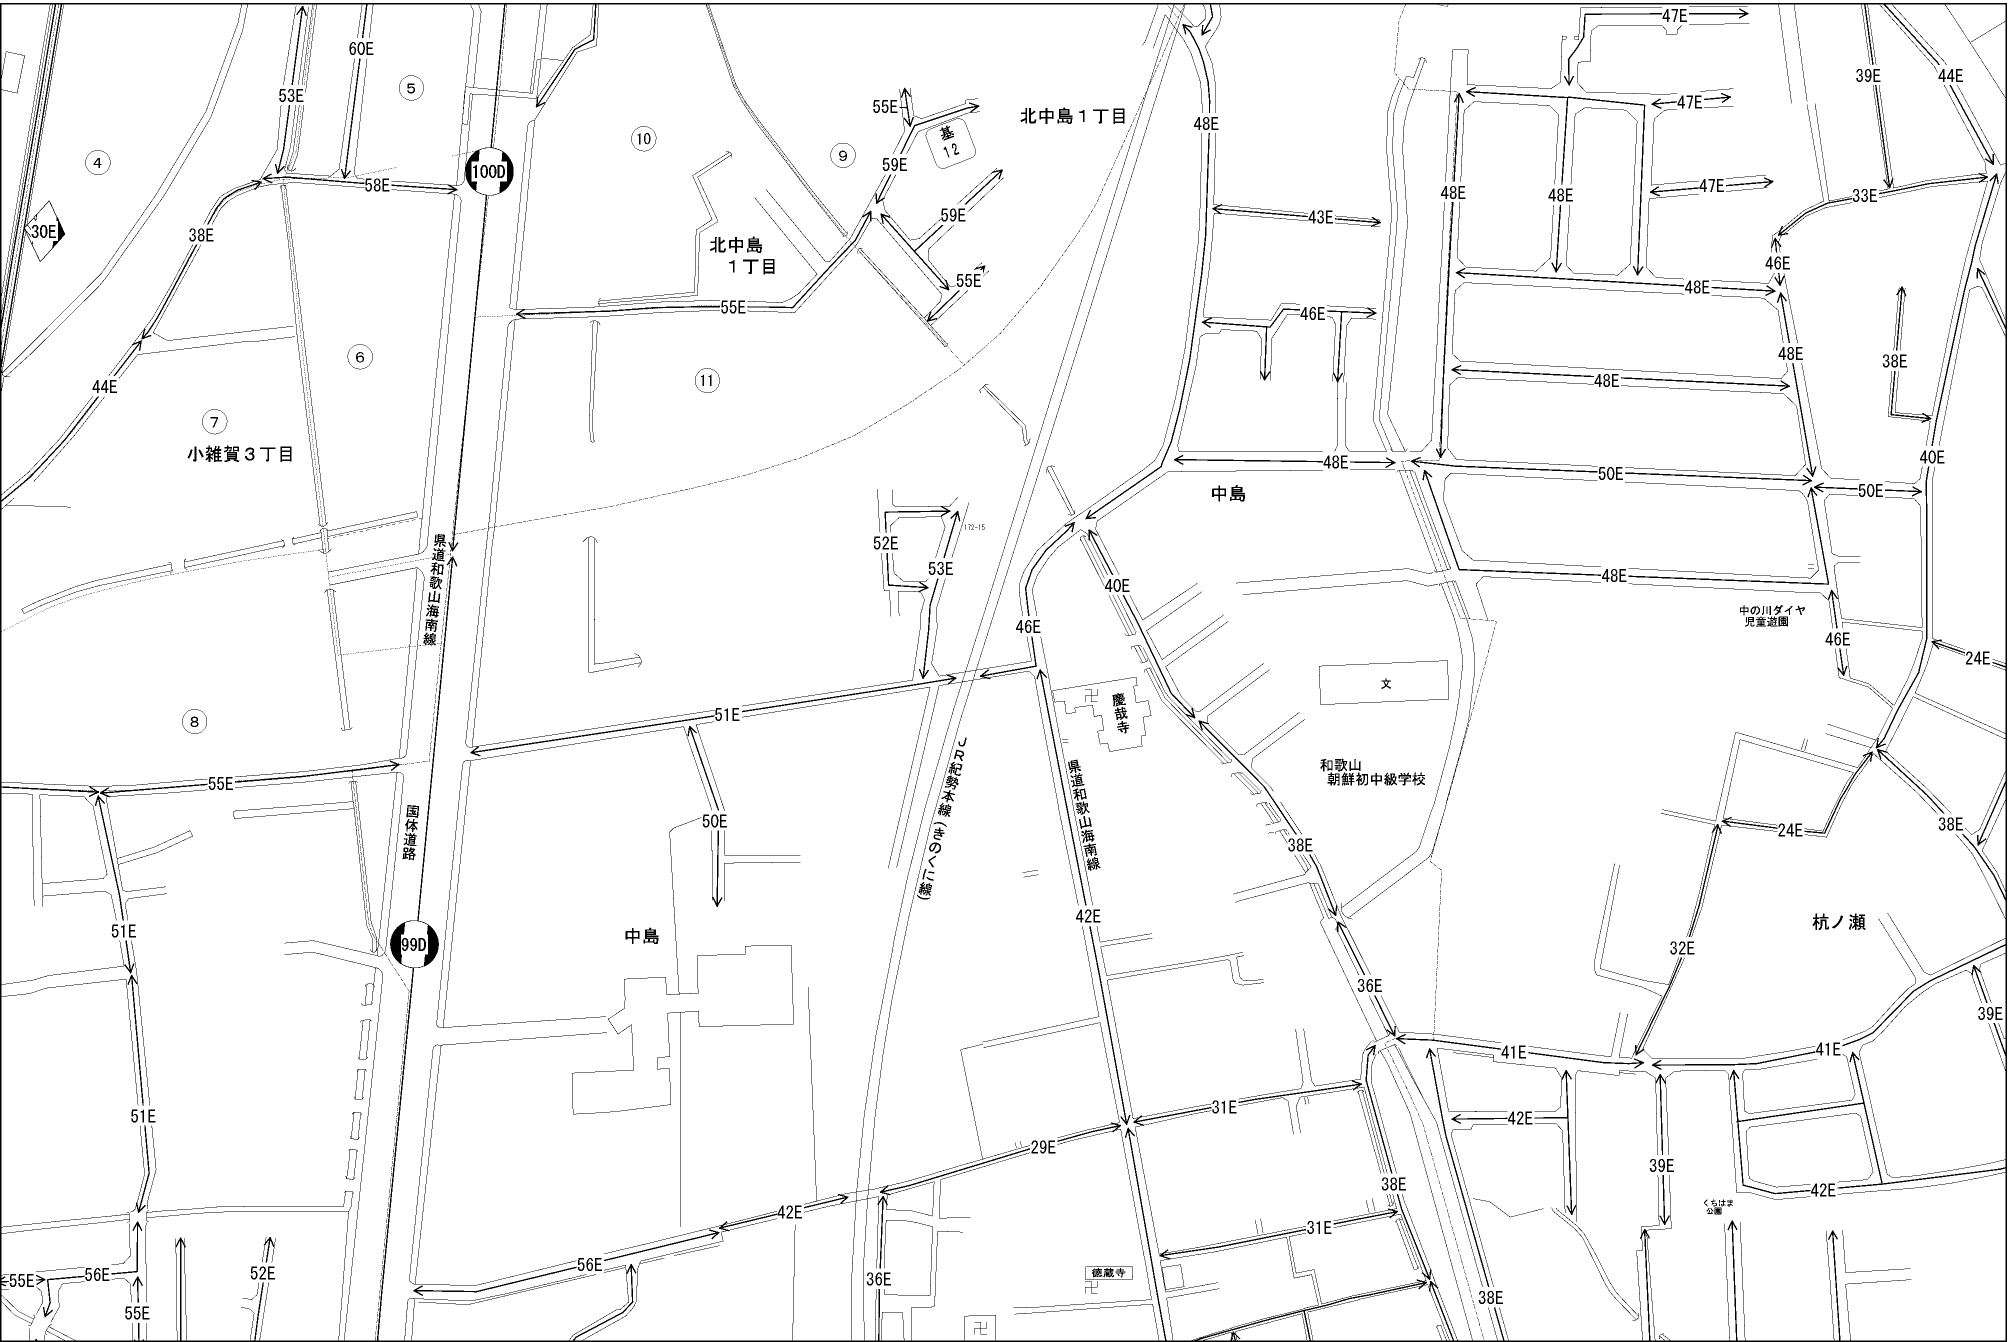 47E
60E
53E
⑤
39E
44E
55E
47E
北中島１丁目
基
12
48E
⑩
④
⑨
59E
100D
58E
48E
48E
47E
33E
59E
43E
30E
38E
北中島
１丁目
46E
55E
48E
55E
46E
⑥
48E
38E
⑪
48E
44E
⑦
小雑賀３丁目
48E
40E
50E
50E
中島
172-15
52E
県道和歌山海南線
53E
40E
48E
中の川ダイヤ
児童遊園
46E
46E
24E
文
慶哉寺
51E
⑧
和歌山
朝鮮初中級学校
県道和歌山海南線
ＪＲ紀勢本線（きのくに線）
55E
国体道路
50E
38E
24E
38E
42E
51E
中島
杭ノ瀬
99D
32E
36E
39E
41E
41E
31E
51E
42E
29E
39E
38E
42E
くちはま
公園
42E
31E
56E
徳蔵寺
55E
56E
52E
36E
38E
55E